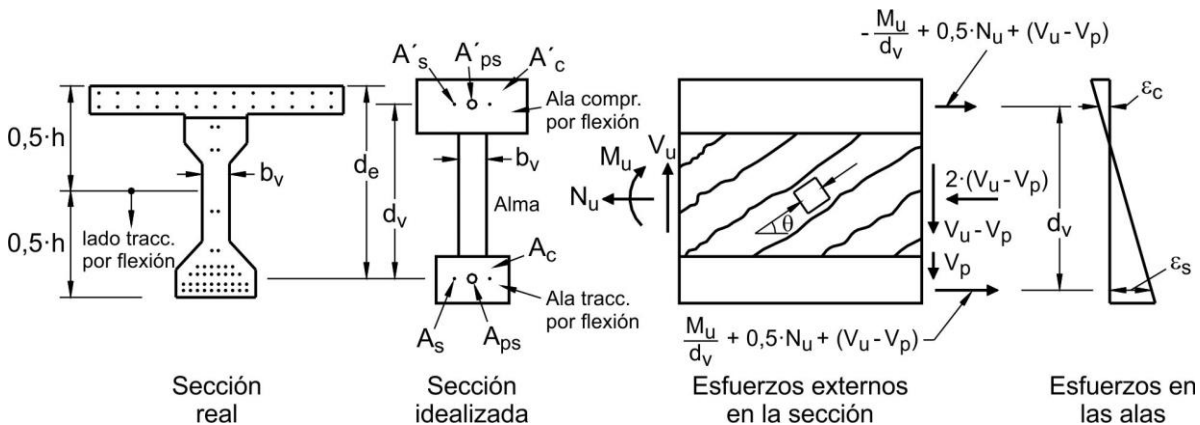 0,5·h
0,5·h
lado tracc.
por flexión
b_v
d_e
Sección
real
A´_s
A´_ps
A´_c
Ala compr.
por flexión
d_v
b_v
Alma
A_c
Ala tracc.
por flexión
A_s
A_ps
Sección
idealizada
- M_u/d_v + 0,5·N_u + (V_u - V_p)
M_u
V_u
N_u
θ
2·(V_u - V_p)
V_u - V_p
V_p
M_u/d_v + 0,5·N_u + (V_u - V_p)
Esfuerzos externos
en la sección
ε_c
d_v
ε_s
Esfuerzos en
las alas